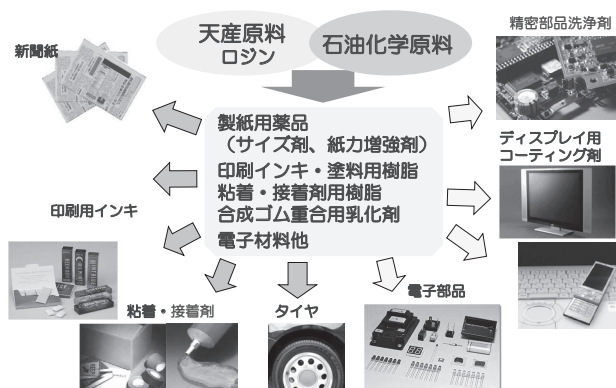 天産原料
ロジン
石油化学原料
新聞紙
精密部品洗浄剤
製紙用薬品
（サイズ剤、紙力増強剤）
印刷インキ・塗料用樹脂
粘着・接着剤用樹脂
合成ゴム重合用乳化剤
電子材料他
ディスプレイ用
コーティング剤
印刷用インキ
粘着・接着剤
タイヤ
電子部品